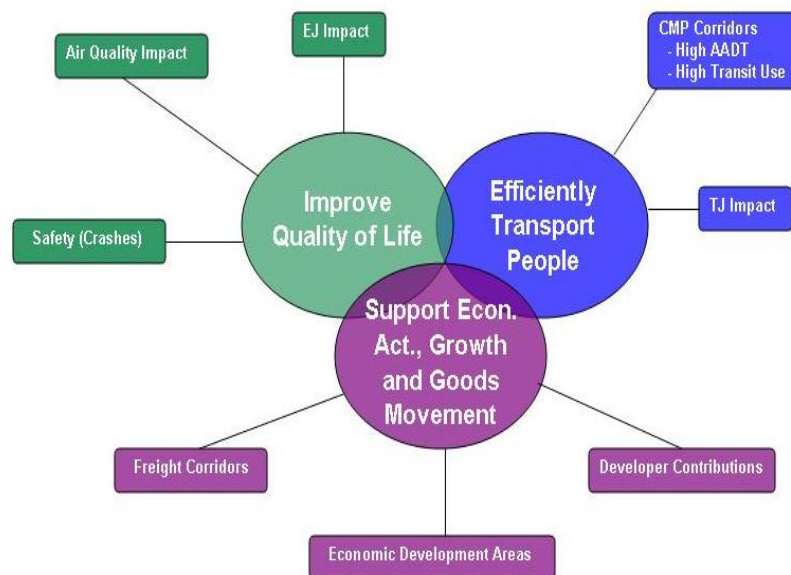 EJ Impact
Air Quality Impact
CMP Corridors
- High AADT
- High Transit Use
Improve
Quality of Life
Efficiently
Transport
People
TJ Impact
Safety (Crashes)
Support Econ.
Act., Growth
and Goods
Movement
Freight Corridors
Developer Contributions
Economic Development Areas